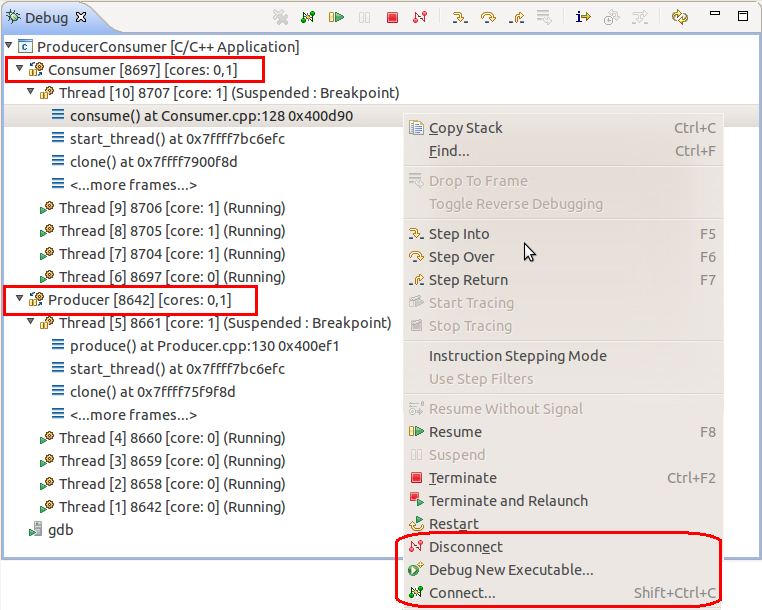 Debug
ProducerConsumer [C/C++ Application]
Consumer [8697] [cores: 0,1]
Thread [10] 8707 [core: 1] (Suspended : Breakpoint)
consume() at Consumer.cpp:128 0x400d90
start_thread() at 0x7ffff7bc6efc
clone() at 0x7ffff7900f8d
<...more frames...>
Thread [9] 8706 [core: 1] (Running)
Thread [8] 8705 [core: 1] (Running)
Thread [7] 8704 [core: 1] (Running)
Thread [6] 8697 [core: 0] (Running)
Producer [8642] [cores: 0,1]
Thread [5] 8661 [core: 1] (Suspended : Breakpoint)
produce() at Producer.cpp:130 0x400ef1
start_thread() at 0x7ffff7bc6efc
clone() at 0x7ffff75f9f8d
<...more frames...>
Thread [4] 8660 [core: 0] (Running)
Thread [3] 8659 [core: 0] (Running)
Thread [2] 8658 [core: 0] (Running)
Thread [1] 8642 [core: 0] (Running)
gdb
Copy Stack Ctrl+C
Find... Ctrl+F
Drop To Frame
Toggle Reverse Debugging
Step Into F5
Step Over F6
Step Return F7
Start Tracing
Stop Tracing
Instruction Stepping Mode
Use Step Filters
Resume Without Signal
Resume F8
Suspend
Terminate Ctrl+F2
Terminate and Relaunch
Restart
Disconnect
Debug New Executable...
Connect... Shift+Ctrl+C